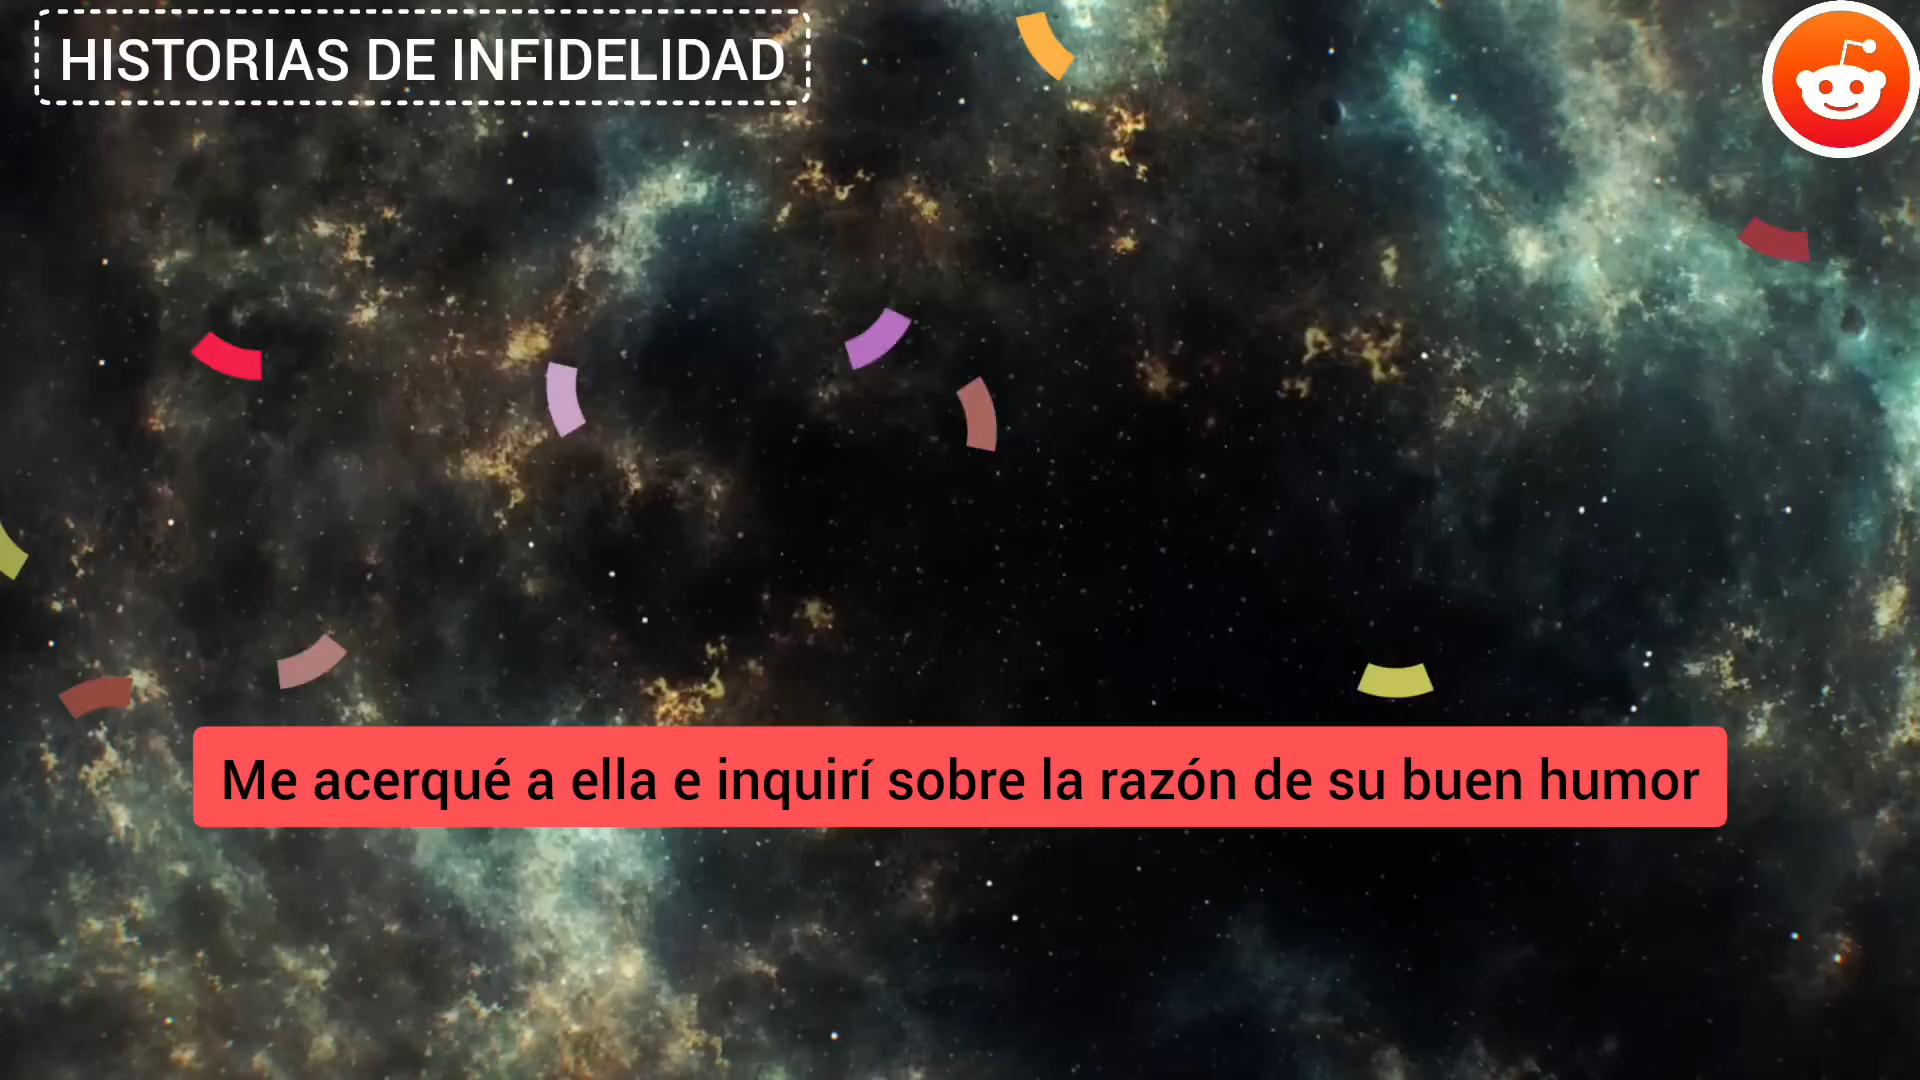 HISTORIAS DE INFIDELIDAD
Me acerqué a ella e inquirí sobre la razón de su buen humor